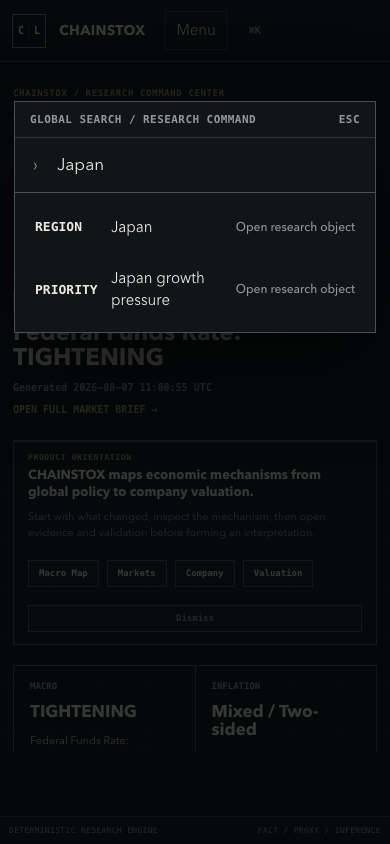 C L CHAINSTOX Menu ⌘K
CHAINSTOX / RESEARCH COMMAND CENTER
GLOBAL SEARCH / RESEARCH COMMAND ESC
› Japan
REGION Japan Open research object
PRIORITY Japan growth pressure Open research object
Federal Funds Rate:
TIGHTENING
Generated 2026-08-07 11:00:55 UTC
OPEN FULL MARKET BRIEF →
PRODUCT ORIENTATION
CHAINSTOX maps economic mechanisms from
global policy to company valuation.
Start with what changed, inspect the mechanism, then open
evidence and validation before forming an interpretation.
Macro Map Markets Company Valuation
Dismiss
MACRO
TIGHTENING
Federal Funds Rate:
INFLATION
Mixed / Two-
sided
DETERMINISTIC RESEARCH ENGINE FACT / PROXY / INFERENCE